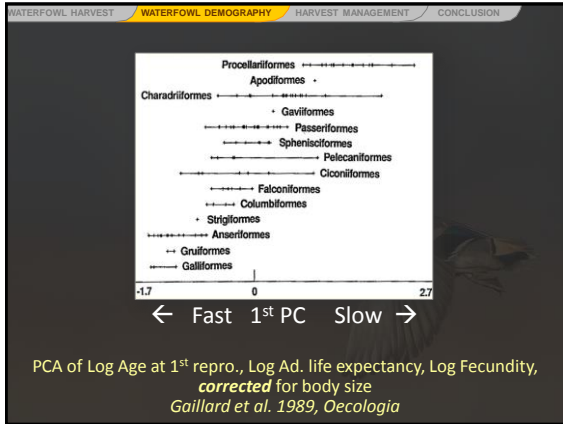 WATERFOWL HARVEST WATERFOWL DEMOGRAPHY HARVEST MANAGEMENT CONCLUSION
Procellariiformes
Apodiformes
Charadriiformes
Gaviiformes
Passeriformes
Sphenisciformes
Pelecaniformes
Ciconiiformes
Falconiformes
Columbiformes
Strigiformes
Anseriformes
Gruiformes
Galliformes
-1.7 0 2.7
← Fast 1st PC Slow →
PCA of Log Age at 1st repro., Log Ad. life expectancy, Log Fecundity,
corrected for body size
Gaillard et al. 1989, Oecologia